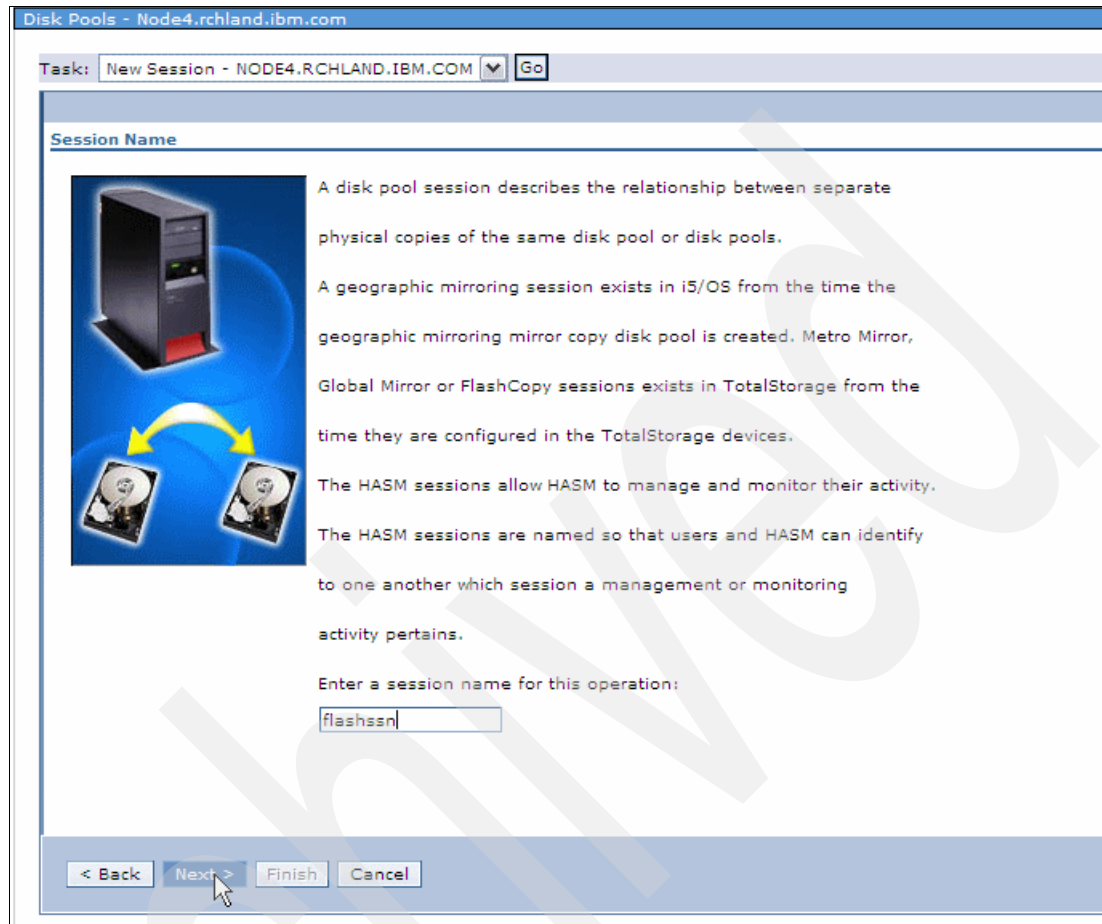 Disk Pools - Node4.rchland.ibm.com
Task: New Session - NODE4.RCHLAND.IBM.COM Go
Session Name
A disk pool session describes the relationship between separate
physical copies of the same disk pool or disk pools.
A geographic mirroring session exists in i5/OS from the time the
geographic mirroring mirror copy disk pool is created. Metro Mirror,
Global Mirror or FlashCopy sessions exists in TotalStorage from the
time they are configured in the TotalStorage devices.
The HASM sessions allow HASM to manage and monitor their activity.
The HASM sessions are named so that users and HASM can identify
to one another which session a management or monitoring
activity pertains.
Enter a session name for this operation:
flashssn
< Back Next > Finish Cancel